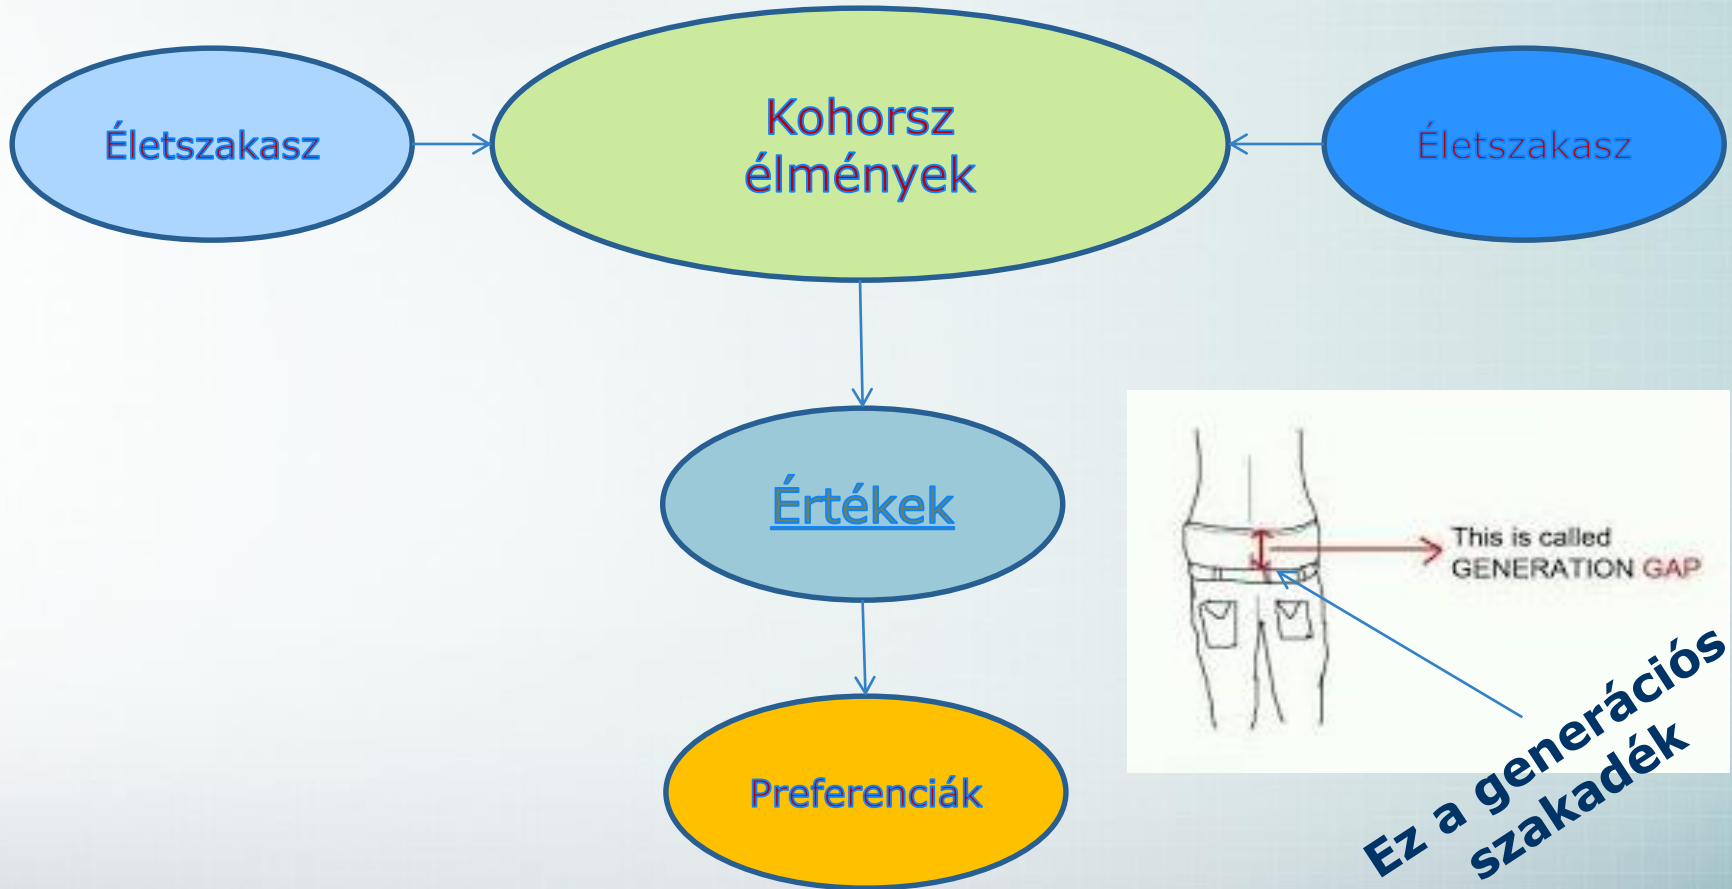 Életszakasz
Kohorsz
élmények
Életszakasz
Értékek
This is called
GENERATION GAP
Ez a generációs
szakadék
Preferenciák